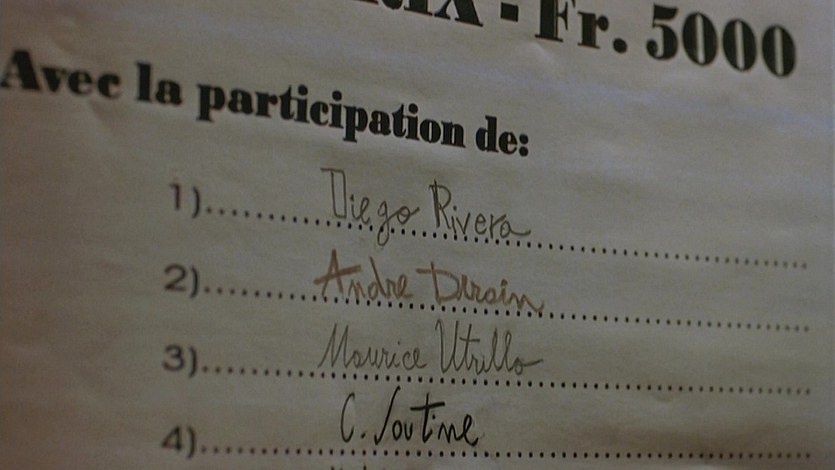 - Fr. 5000
Avec la participation de:
1)..........Diego Rivera..........
2)..........Andre Derain..........
3)..........Maurice Utrillo..........
4)..........C. Soutine..........